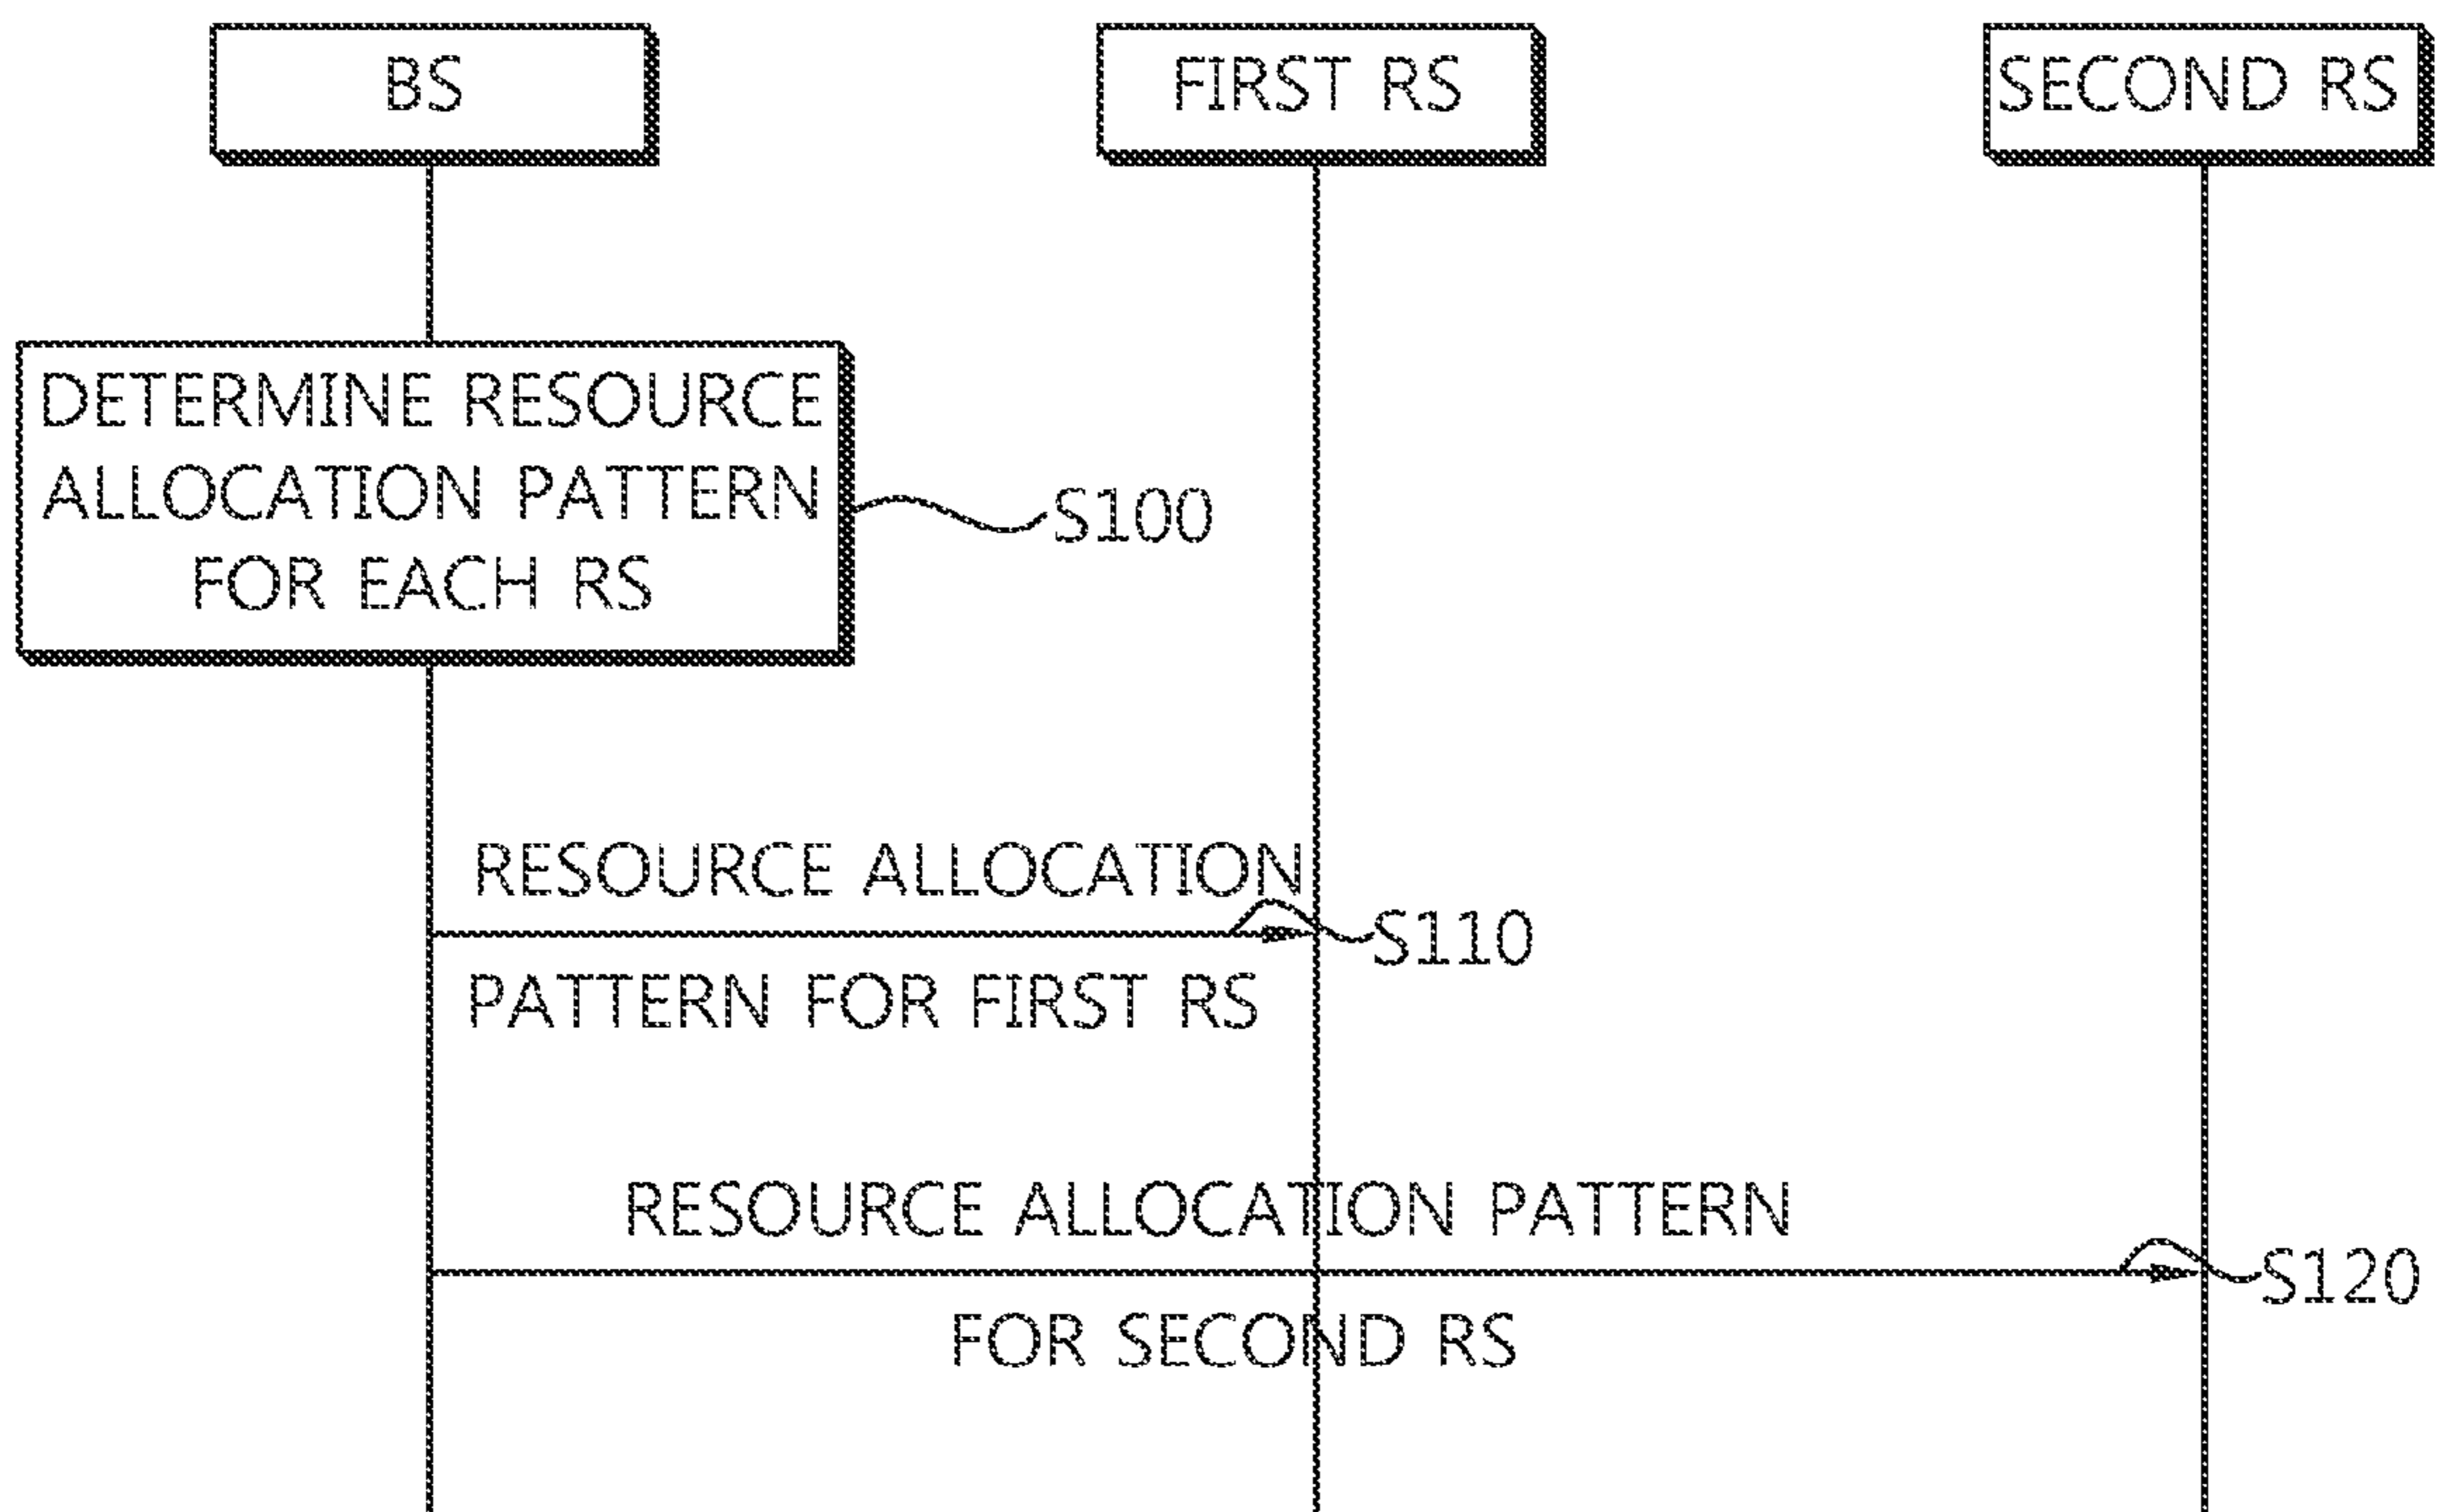 BS
FIRST RS
SECOND RS
DETERMINE RESOURCE
ALLOCATION PATTERN
FOR EACH RS
S100
RESOURCE ALLOCATION
S110
PATTERN FOR FIRST RS
RESOURCE ALLOCATION PATTERN
S120
FOR SECOND RS